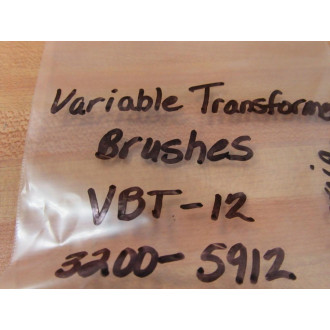 Variable Transforme
Brushes
VBT-12
3200-5912